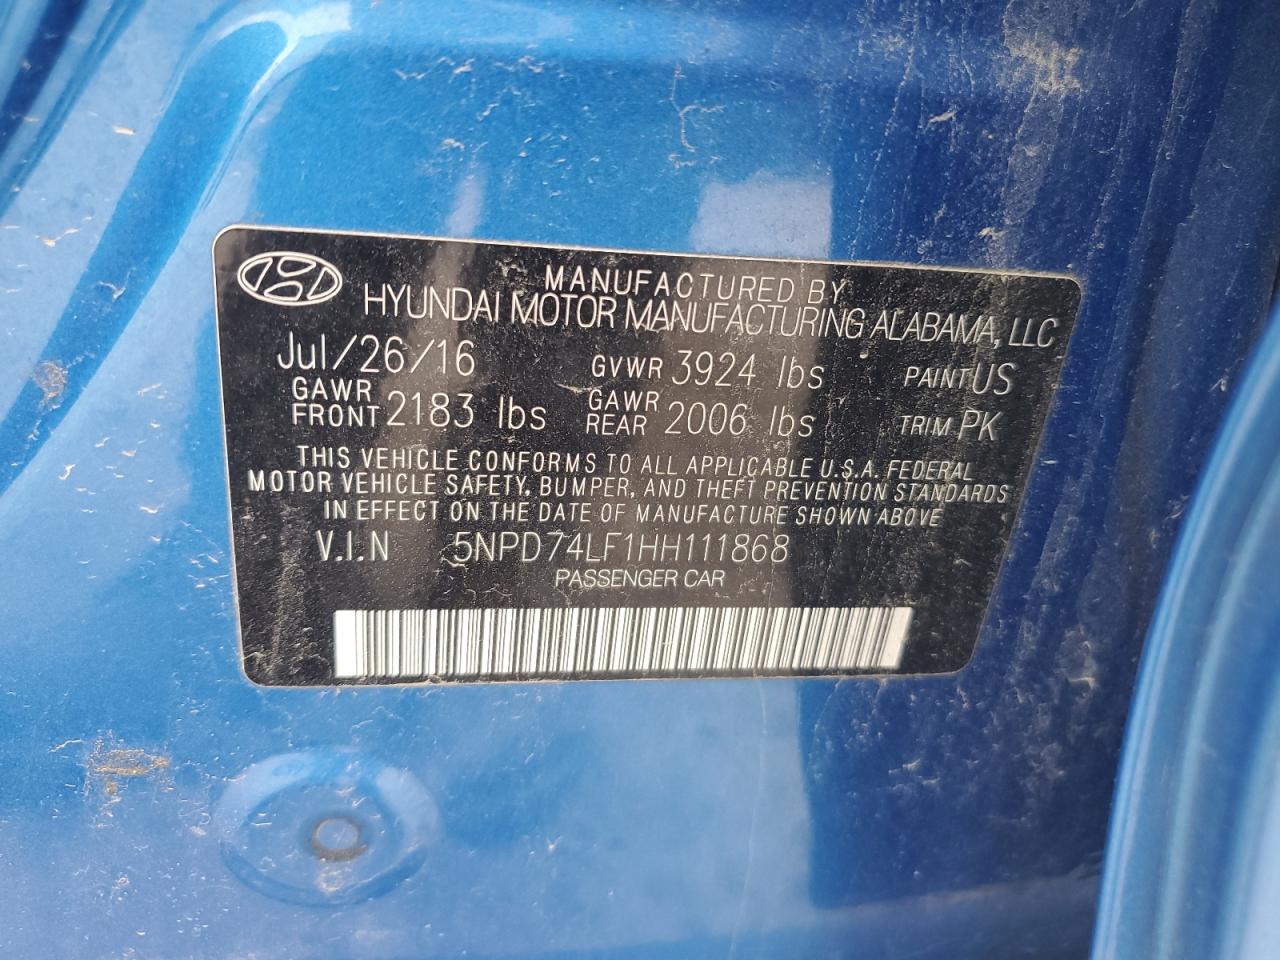 MANUFACTURED BY
HYUNDAI MOTOR MANUFACTURING ALABAMA, LLC
Jul/26/16 GVWR 3924 lbs PAINT US
GAWR FRONT 2183 lbs GAWR REAR 2006 lbs TRIM PK
THIS VEHICLE CONFORMS TO ALL APPLICABLE U.S.A. FEDERAL
MOTOR VEHICLE SAFETY, BUMPER, AND THEFT PREVENTION STANDARDS
IN EFFECT ON THE DATE OF MANUFACTURE SHOWN ABOVE
V.I.N 5NPD74LF1HH111868
PASSENGER CAR